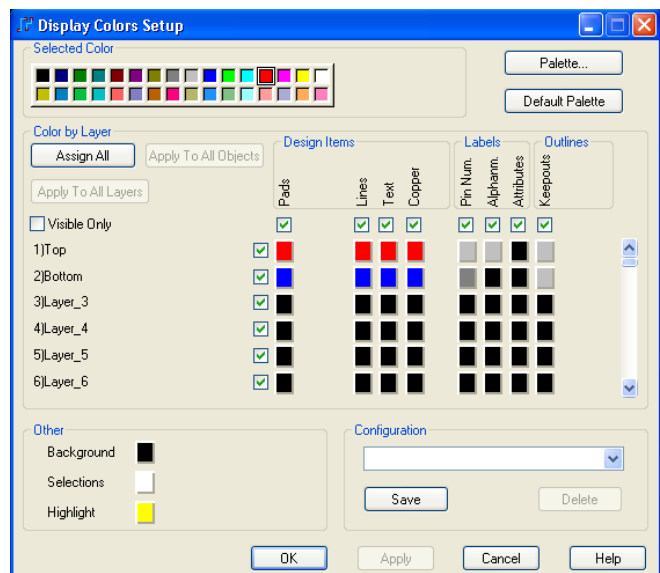 Display Colors Setup
Selected Color
Palette...
Default Palette
Color by Layer
Assign All
Apply To All Objects
Apply To All Layers
Design Items
Labels
Outlines
Pads
Lines
Text
Copper
Pin Num.
Alphanm.
Attributes
Keepouts
Visible Only
1)Top
2)Bottom
3)Layer_3
4)Layer_4
5)Layer_5
6)Layer_6
Other
Background
Selections
Highlight
Configuration
Save
Delete
OK
Apply
Cancel
Help